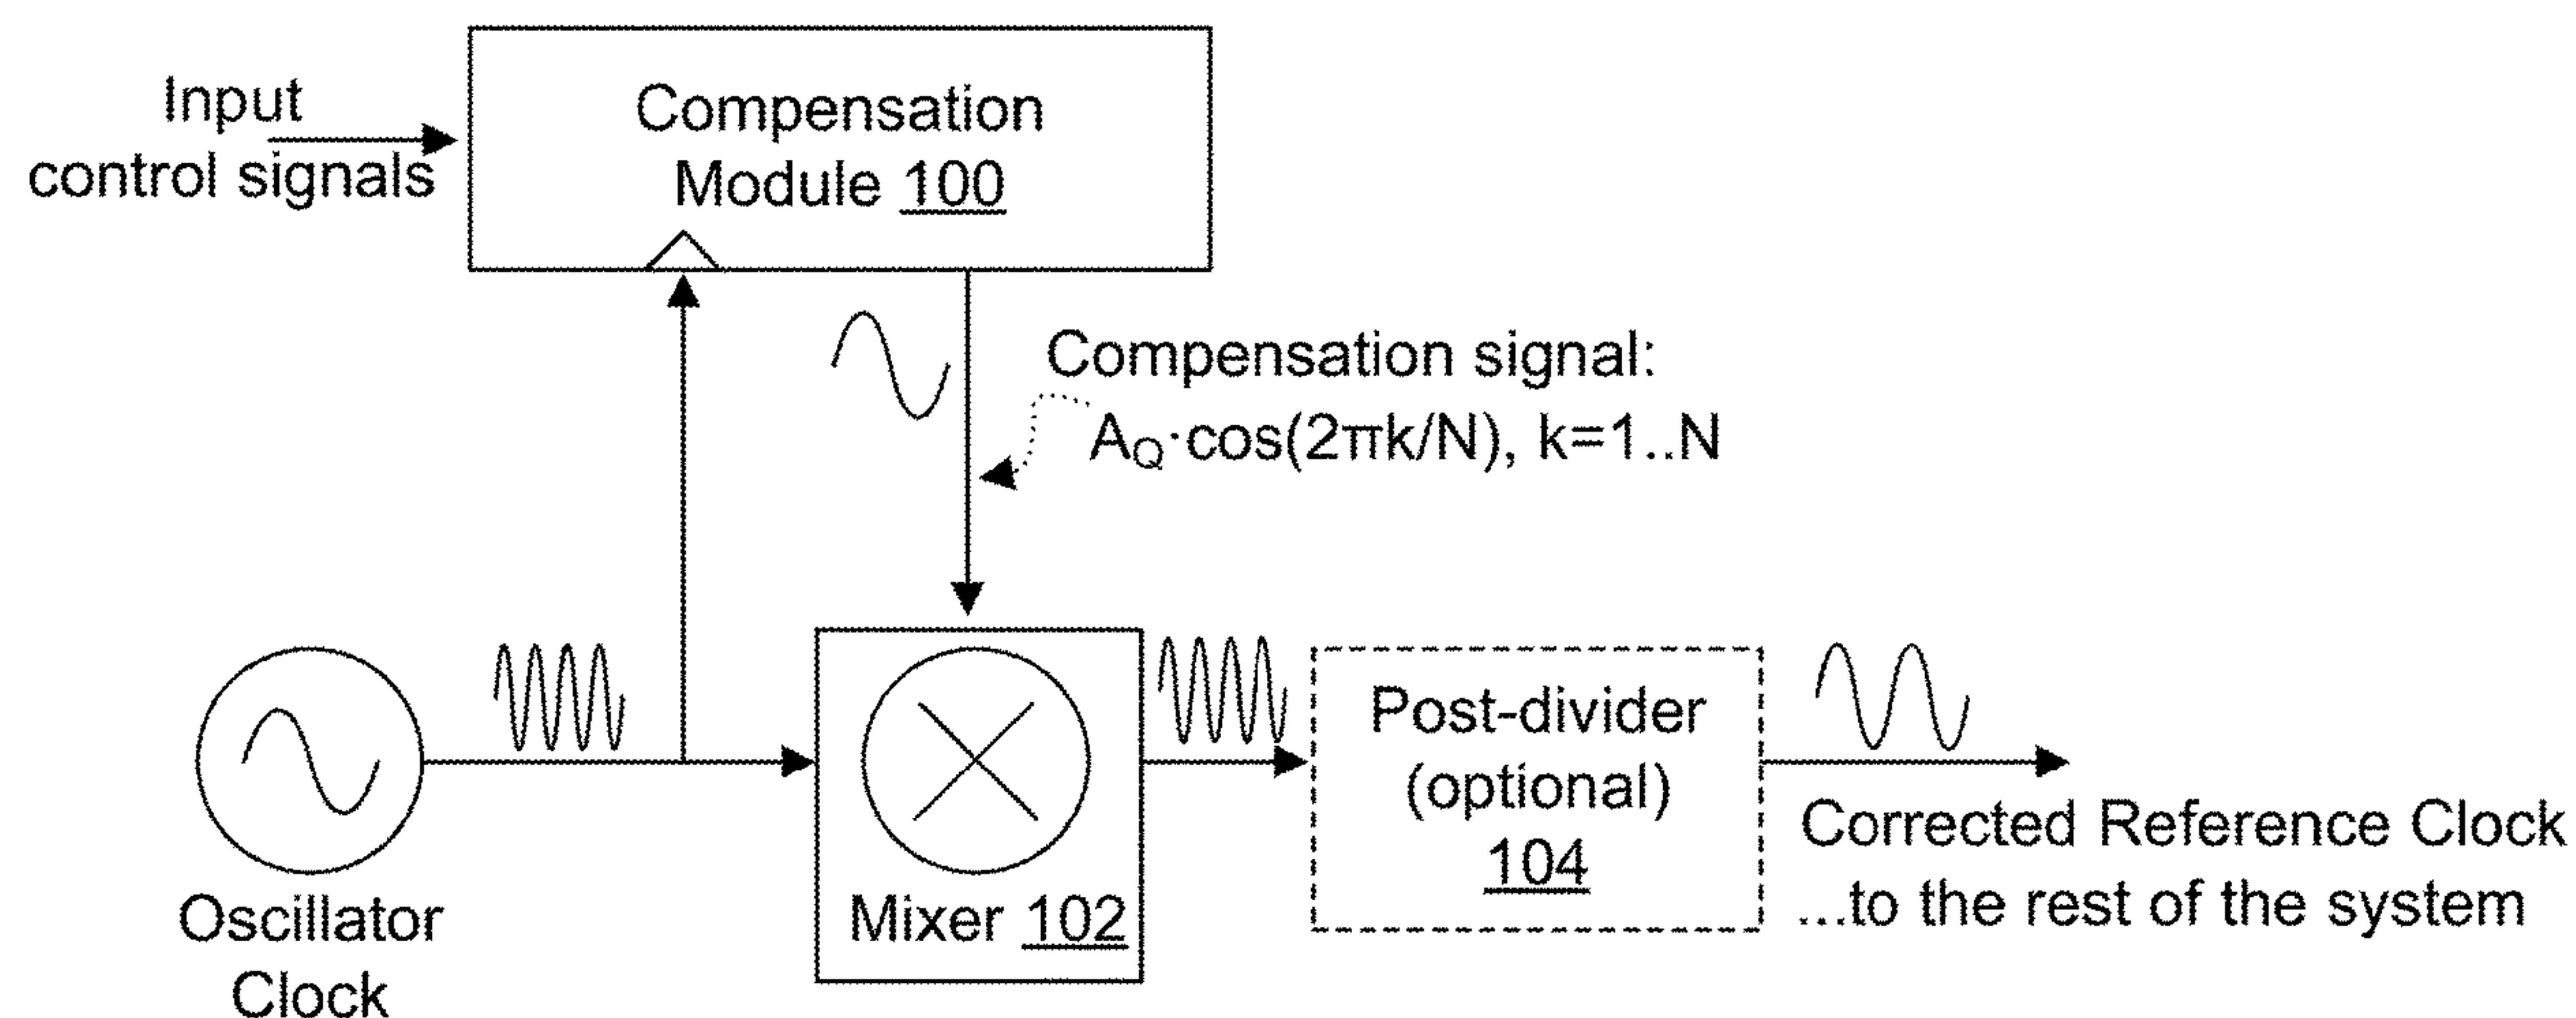 Input
control signals
Compensation
Module 100
Compensation signal:
A_Q·cos(2πk/N), k=1..N
Oscillator
Clock
Mixer 102
Post-divider
(optional)
104
Corrected Reference Clock
...to the rest of the system